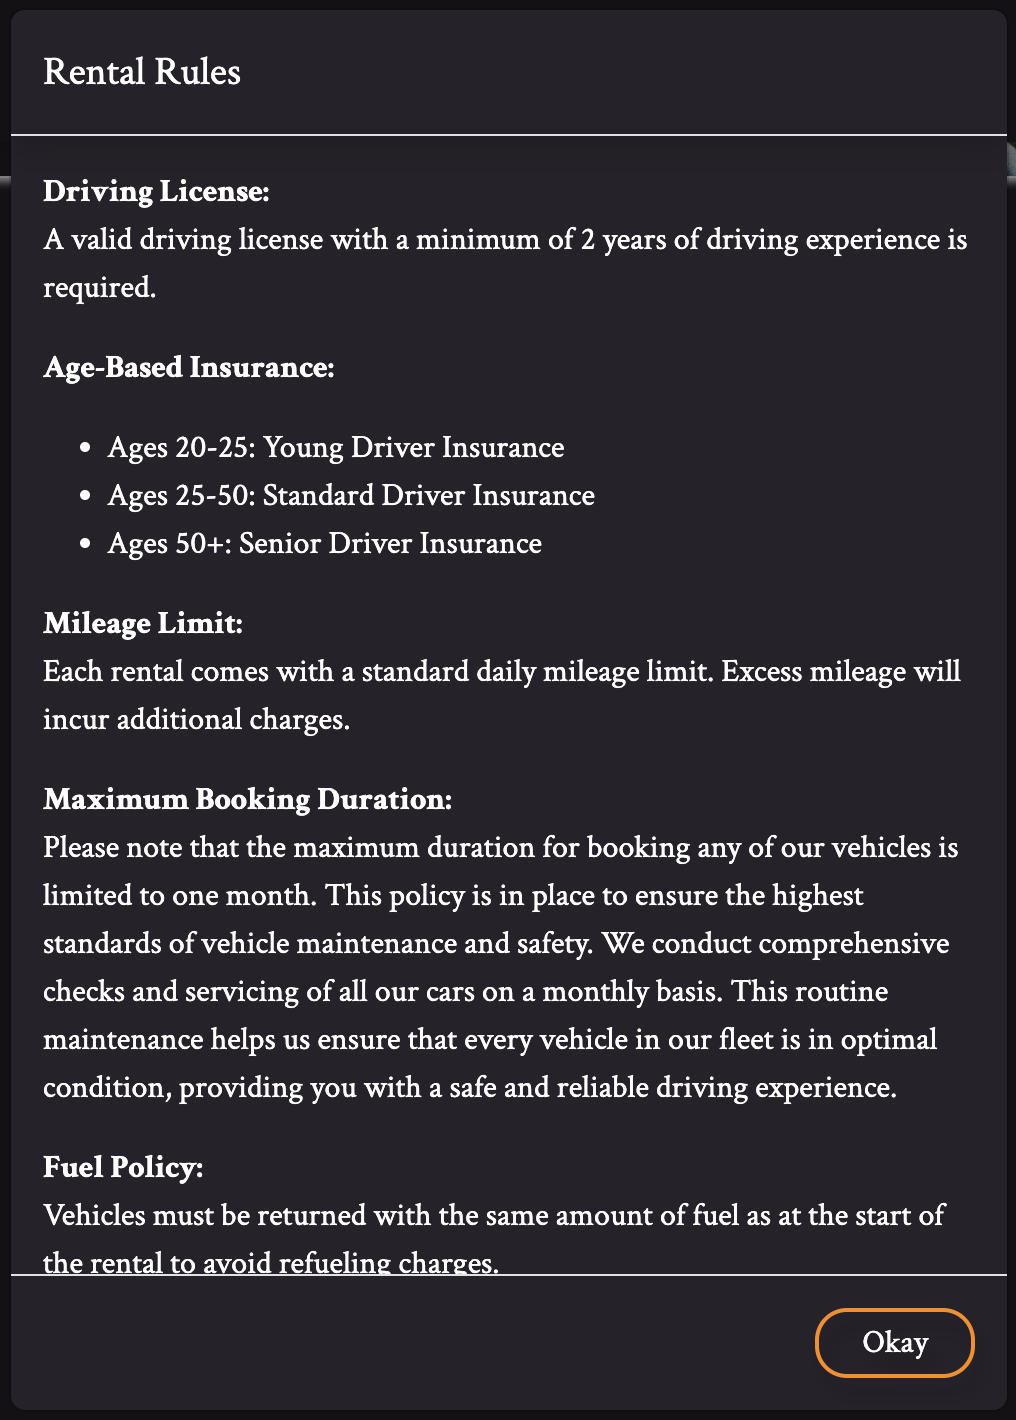 Rental Rules
Driving License:
A valid driving license with a minimum of 2 years of driving experience is
required.
Age-Based Insurance:
• Ages 20-25: Young Driver Insurance
• Ages 25-50: Standard Driver Insurance
• Ages 50+: Senior Driver Insurance
Mileage Limit:
Each rental comes with a standard daily mileage limit. Excess mileage will
incur additional charges.
Maximum Booking Duration:
Please note that the maximum duration for booking any of our vehicles is
limited to one month. This policy is in place to ensure the highest
standards of vehicle maintenance and safety. We conduct comprehensive
checks and servicing of all our cars on a monthly basis. This routine
maintenance helps us ensure that every vehicle in our fleet is in optimal
condition, providing you with a safe and reliable driving experience.
Fuel Policy:
Vehicles must be returned with the same amount of fuel as at the start of
the rental to avoid refueling charges.
Okay